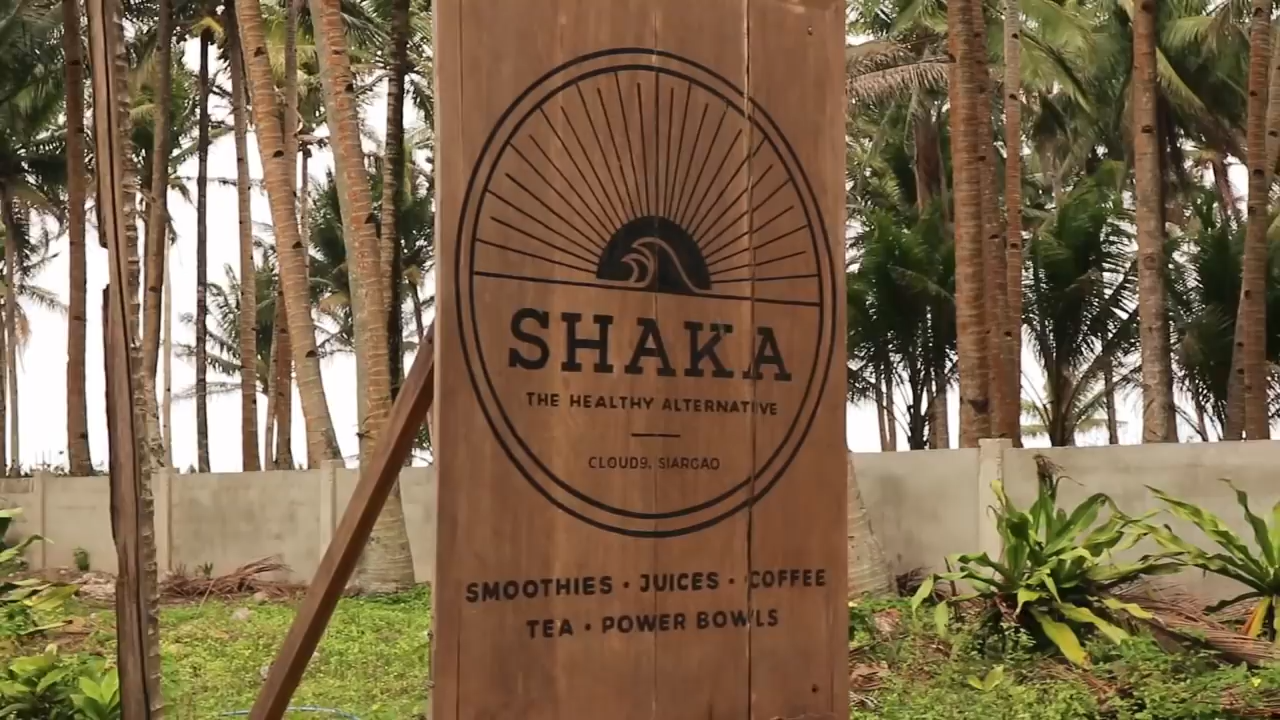 SHAKA
THE HEALTHY ALTERNATIVE
CLOUD9, SIARGAO
SMOOTHIES • JUICES • COFFEE
TEA • POWER BOWLS